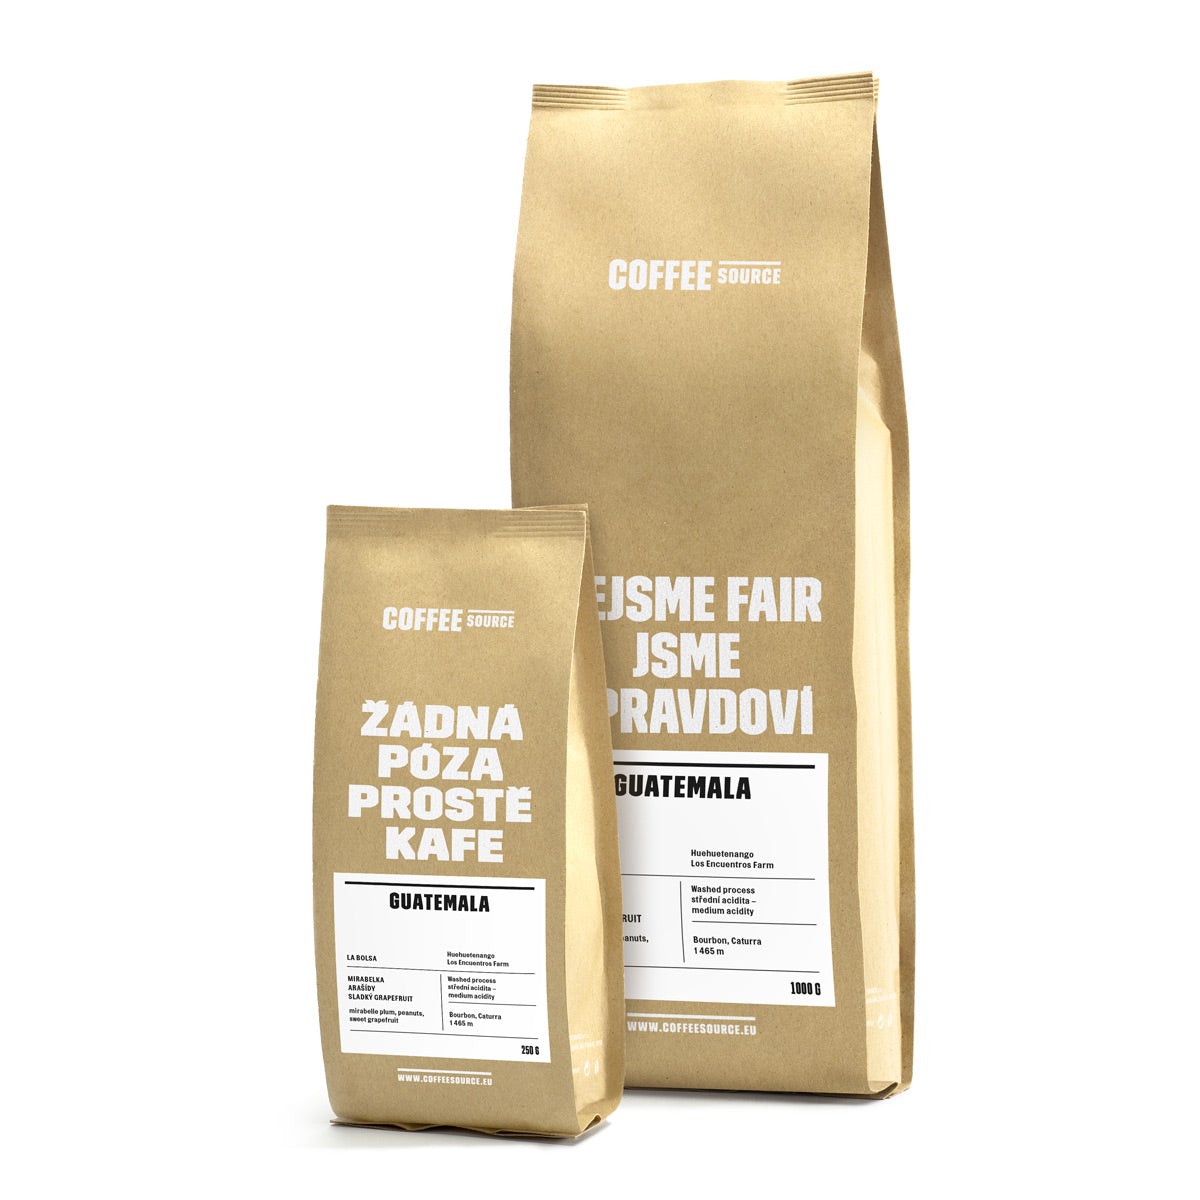 COFFEE SOURCE
EJSME FAIR
JSME
PRAVDOVÍ
GUATEMALA
Huehuetenango
Los Encuentros Farm
Washed process
střední acidita –
medium acidity
RUIT
anuts,
Bourbon, Caturra
1 465 m
1000 G
WWW.COFFEESOURCE.EU
COFFEE SOURCE
ŽÁDNÁ
PÓZA
PROSTĚ
KAFE
GUATEMALA
LA BOLSA
Huehuetenango
Los Encuentros Farm
MIRABELKA
ARAŠÍDY
SLADKÝ GRAPEFRUIT
mirabelle plum, peanuts,
sweet grapefruit
Washed process
střední acidita –
medium acidity
Bourbon, Caturra
1 465 m
250 G
WWW.COFFEESOURCE.EU